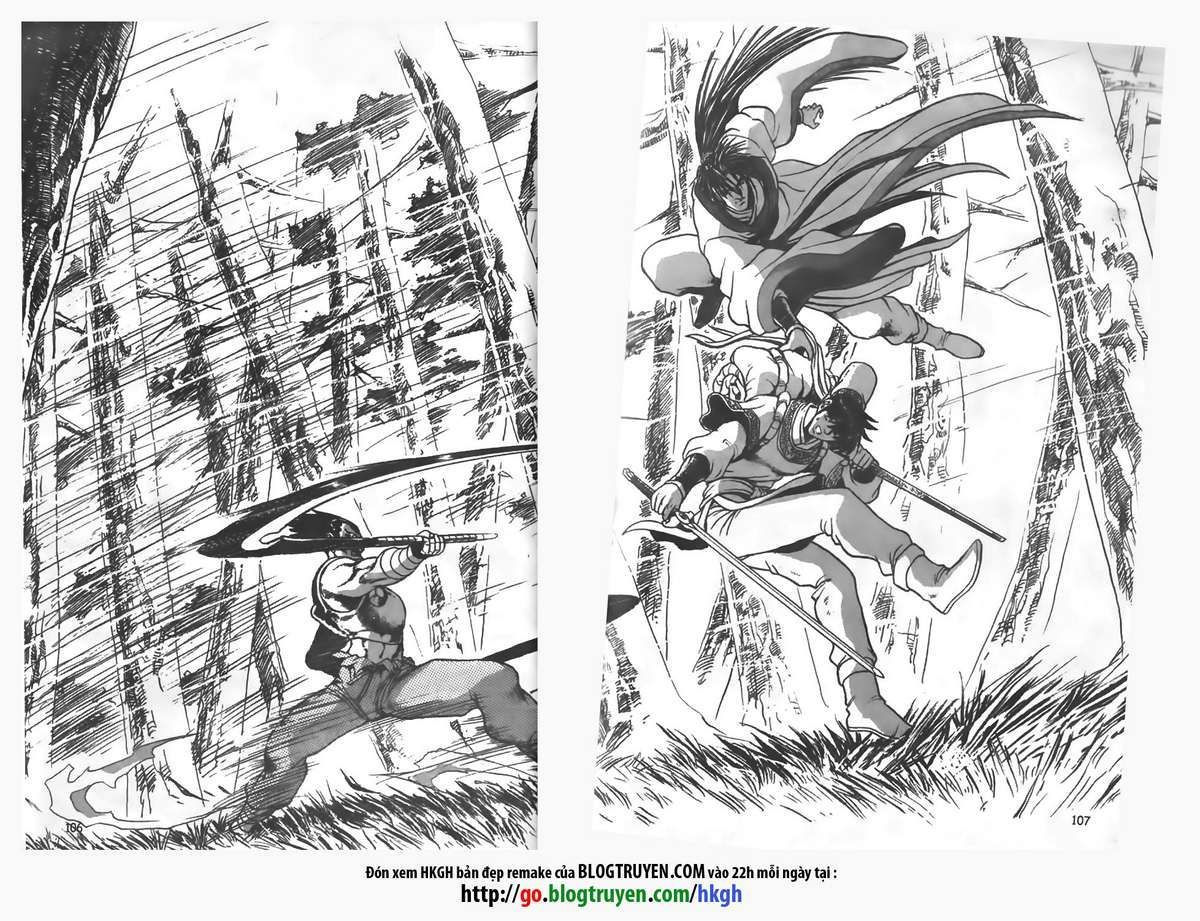 106
107
Đón xem HKGH bản đẹp remake của BLOGTRUYEN.COM vào 22h mỗi ngày tại :
http://go.blogtruyen.com/hkgh